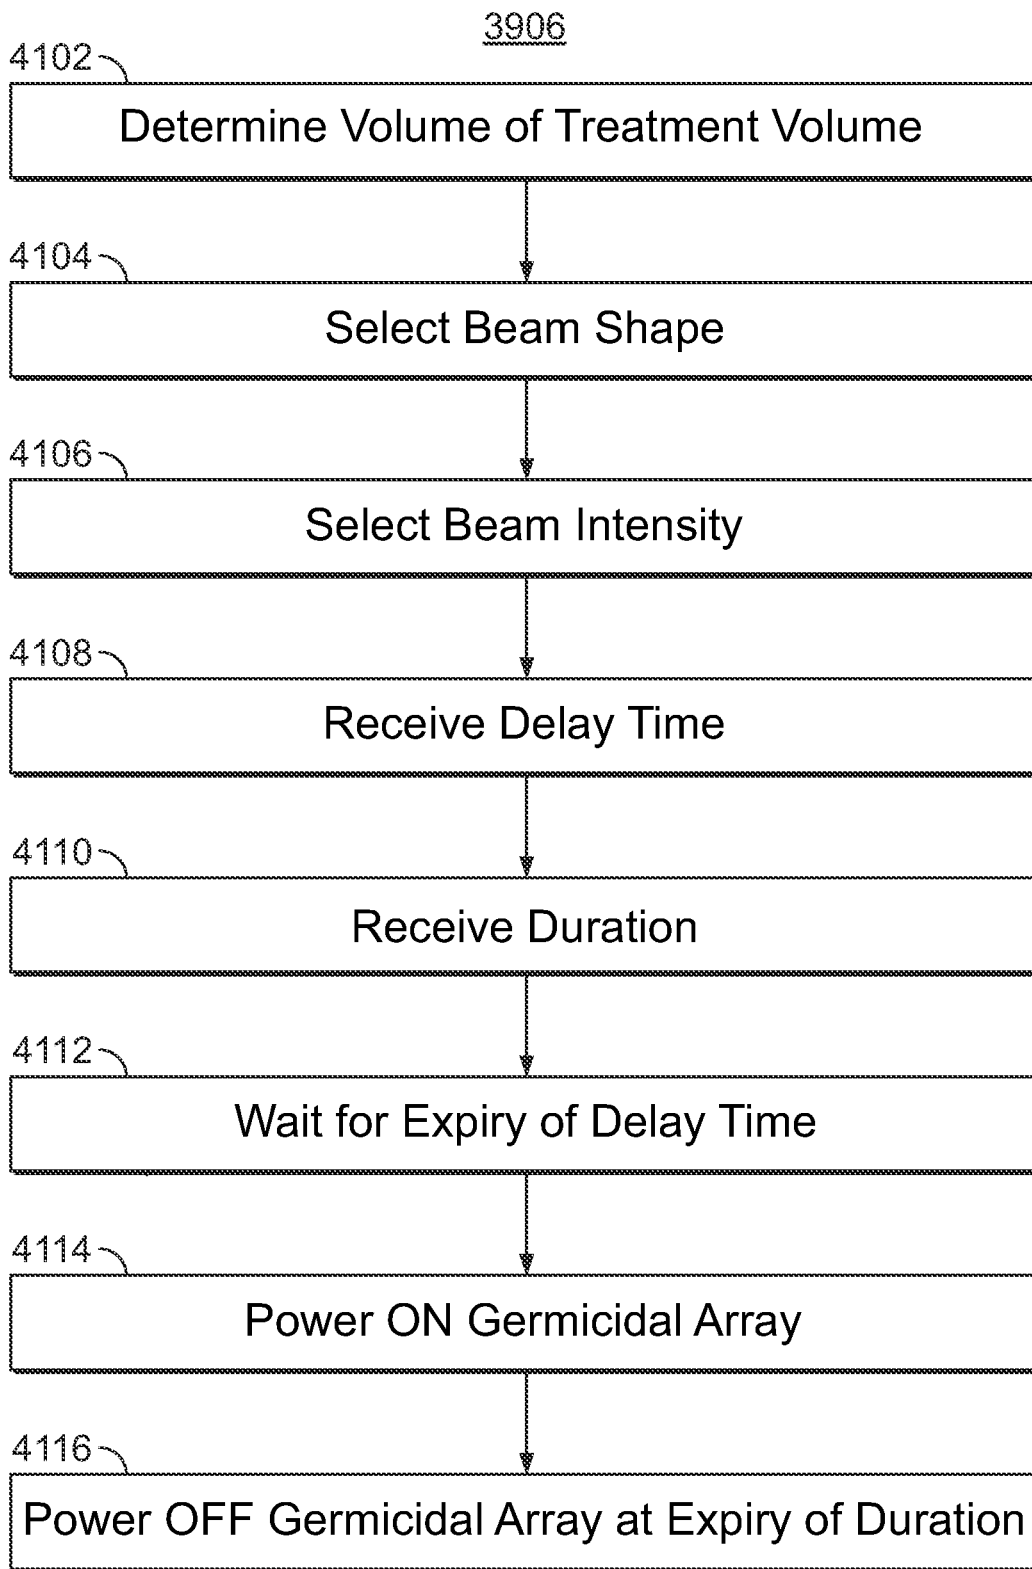 3906
4102
Determine Volume of Treatment Volume
4104
Select Beam Shape
4106
Select Beam Intensity
4108
Receive Delay Time
4110
Receive Duration
4112
Wait for Expiry of Delay Time
4114
Power ON Germicidal Array
4116
Power OFF Germicidal Array at Expiry of Duration